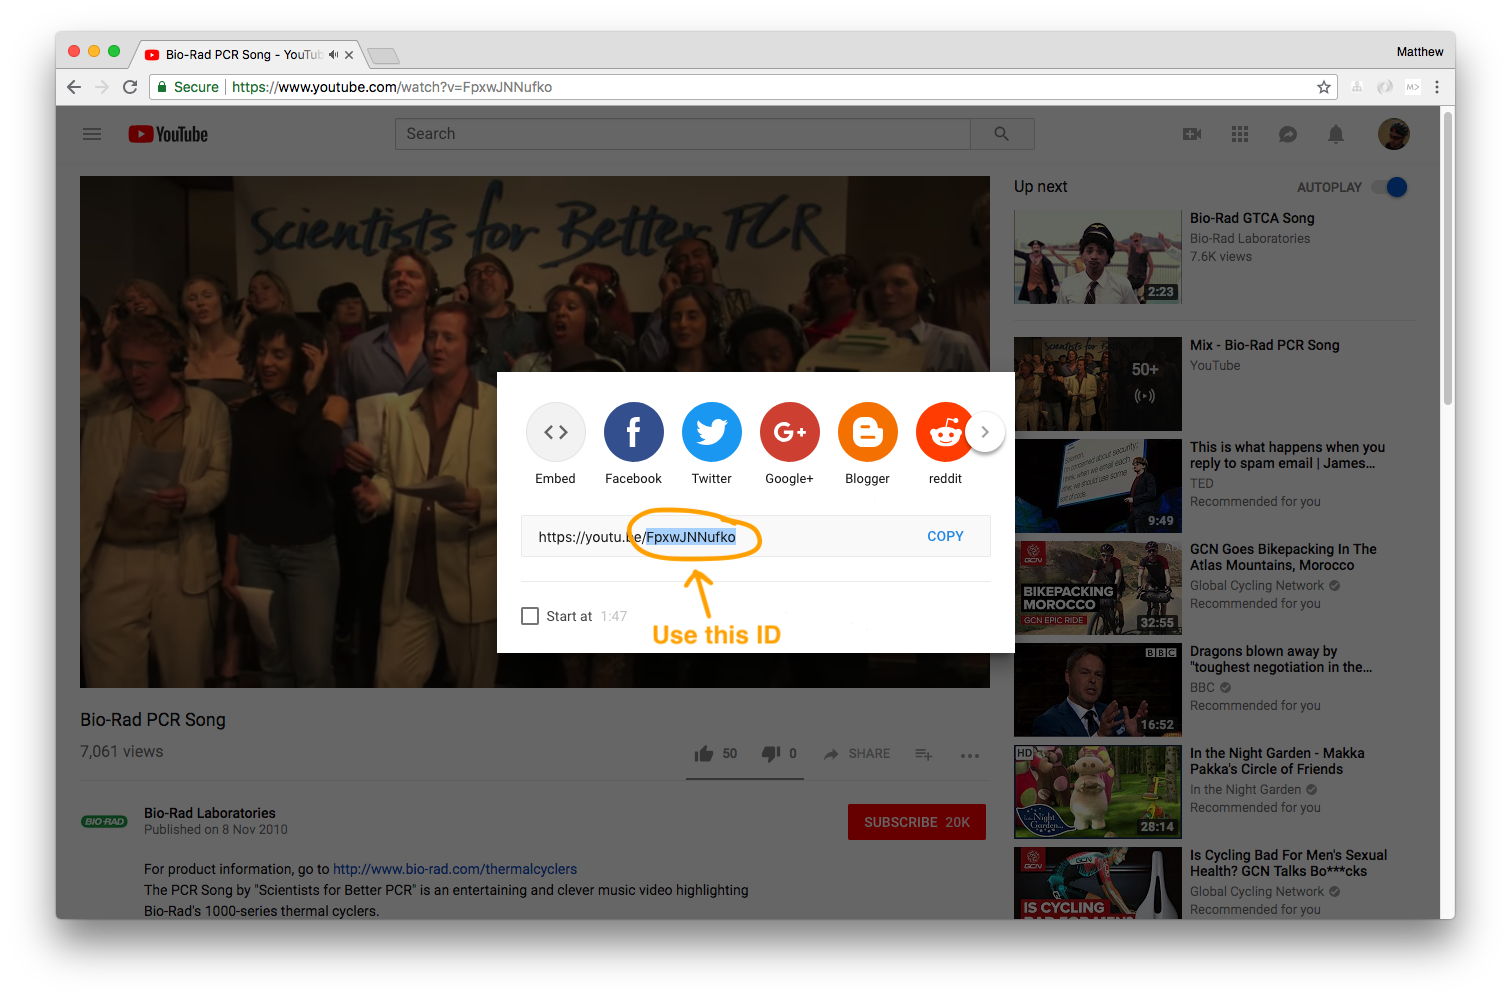 Bio-Rad PCR Song - YouTub
Matthew
Secure
https://www.youtube.com/watch?v=FpxwJNNufko
YouTube
Search
Scientists for Better PCR
Embed
Facebook
Twitter
G+
Google+
Blogger
reddit
https://youtu.be/FpxwJNNufko
COPY
Start at 1:47
Use this ID
Bio-Rad PCR Song
7,061 views
50
0
SHARE
BIO-RAD
Bio-Rad Laboratories
Published on 8 Nov 2010
SUBSCRIBE 20K
For product information, go to http://www.bio-rad.com/thermalcyclers
The PCR Song by "Scientists for Better PCR" is an entertaining and clever music video highlighting
Bio-Rad's 1000-series thermal cyclers.
Up next
AUTOPLAY
2:23
Bio-Rad GTCA Song
Bio-Rad Laboratories
7.6K views
50+
Mix - Bio-Rad PCR Song
YouTube
9:49
This is what happens when you
reply to spam email | James...
TED
Recommended for you
GCN
BIKEPACKING
MOROCCO
GCN EPIC RIDE
32:55
GCN Goes Bikepacking In The
Atlas Mountains, Morocco
Global Cycling Network
Recommended for you
BBC
16:52
Dragons blown away by
"toughest negotiation in the...
BBC
Recommended for you
HD
Night
Garden...
28:14
In the Night Garden - Makka
Pakka's Circle of Friends
In the Night Garden
Recommended for you
GCN
IS CYCLING
BAD FOR MEN'S
Is Cycling Bad For Men's Sexual
Health? GCN Talks Bo***cks
Global Cycling Network
Recommended for you